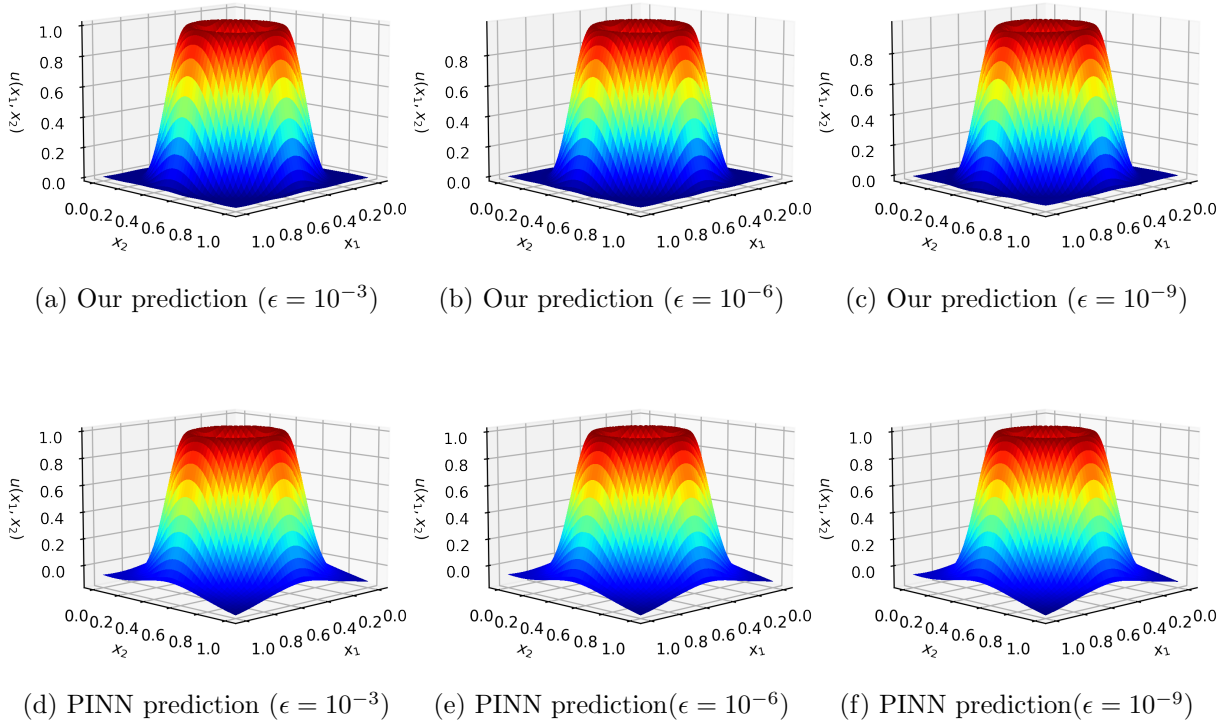 1.0
0.8
0.6
0.4
0.2
0.0
u(x₁, x₂)
0.0 0.2 0.4 0.6 0.8 1.0
x₂
1.0 0.8 0.6 0.4 0.2 0.0
x₁
(a) Our prediction (ϵ = 10⁻³)
0.8
0.6
0.4
0.2
0.0
u(x₁, x₂)
0.0 0.2 0.4 0.6 0.8 1.0
x₂
1.0 0.8 0.6 0.4 0.2 0.0
x₁
(b) Our prediction (ϵ = 10⁻⁶)
0.8
0.6
0.4
0.2
0.0
u(x₁, x₂)
0.0 0.2 0.4 0.6 0.8 1.0
x₂
1.0 0.8 0.6 0.4 0.2 0.0
x₁
(c) Our prediction (ϵ = 10⁻⁹)
1.0
0.8
0.6
0.4
0.2
0.0
u(x₁, x₂)
0.0 0.2 0.4 0.6 0.8 1.0
x₂
1.0 0.8 0.6 0.4 0.2 0.0
x₁
(d) PINN prediction (ϵ = 10⁻³)
1.0
0.8
0.6
0.4
0.2
0.0
u(x₁, x₂)
0.0 0.2 0.4 0.6 0.8 1.0
x₂
1.0 0.8 0.6 0.4 0.2 0.0
x₁
(e) PINN prediction(ϵ = 10⁻⁶)
1.0
0.8
0.6
0.4
0.2
0.0
u(x₁, x₂)
0.0 0.2 0.4 0.6 0.8 1.0
x₂
1.0 0.8 0.6 0.4 0.2 0.0
x₁
(f) PINN prediction(ϵ = 10⁻⁹)